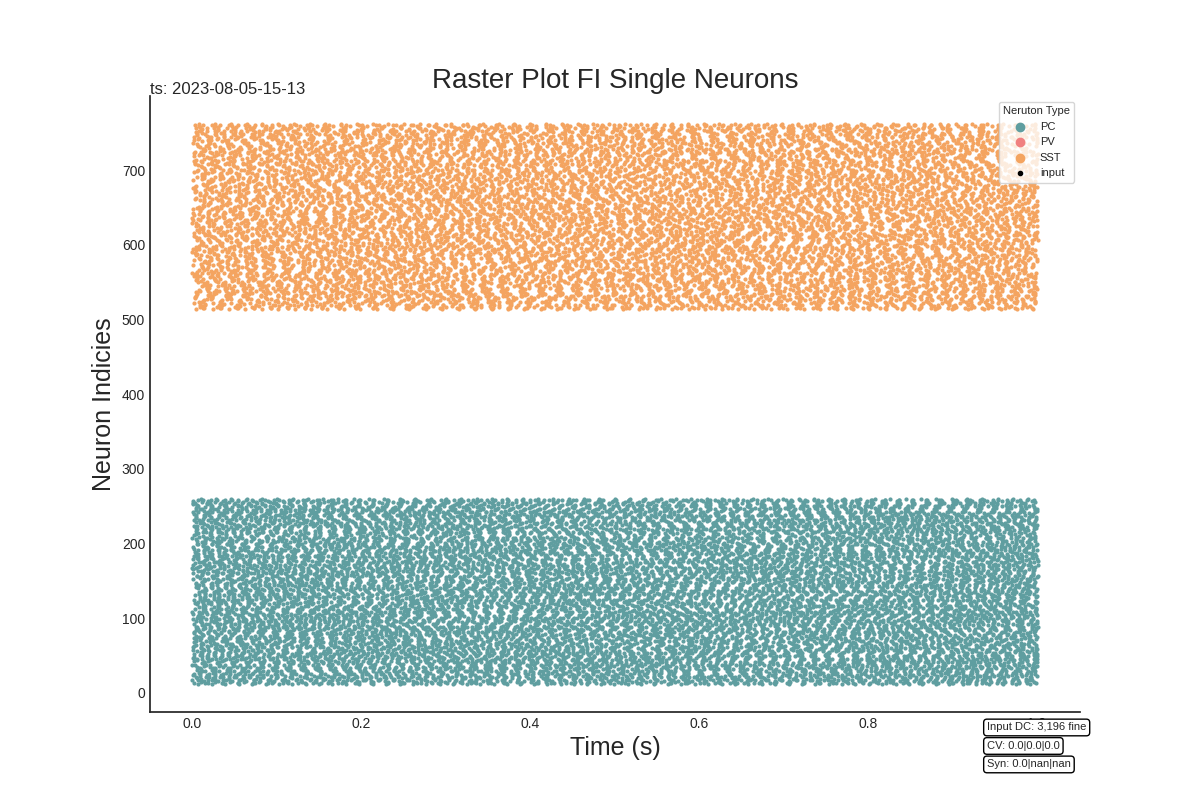 Raster Plot FI Single Neurons
ts: 2023-08-05-15-13
Neruton Type
PC
PV
SST
input
Neuron Indicies
700
600
500
400
300
200
100
0
0.0
0.2
0.4
0.6
0.8
Time (s)
Input DC: 3,196 fine
CV: 0.0|0.0|0.0
Syn: 0.0|nan|nan